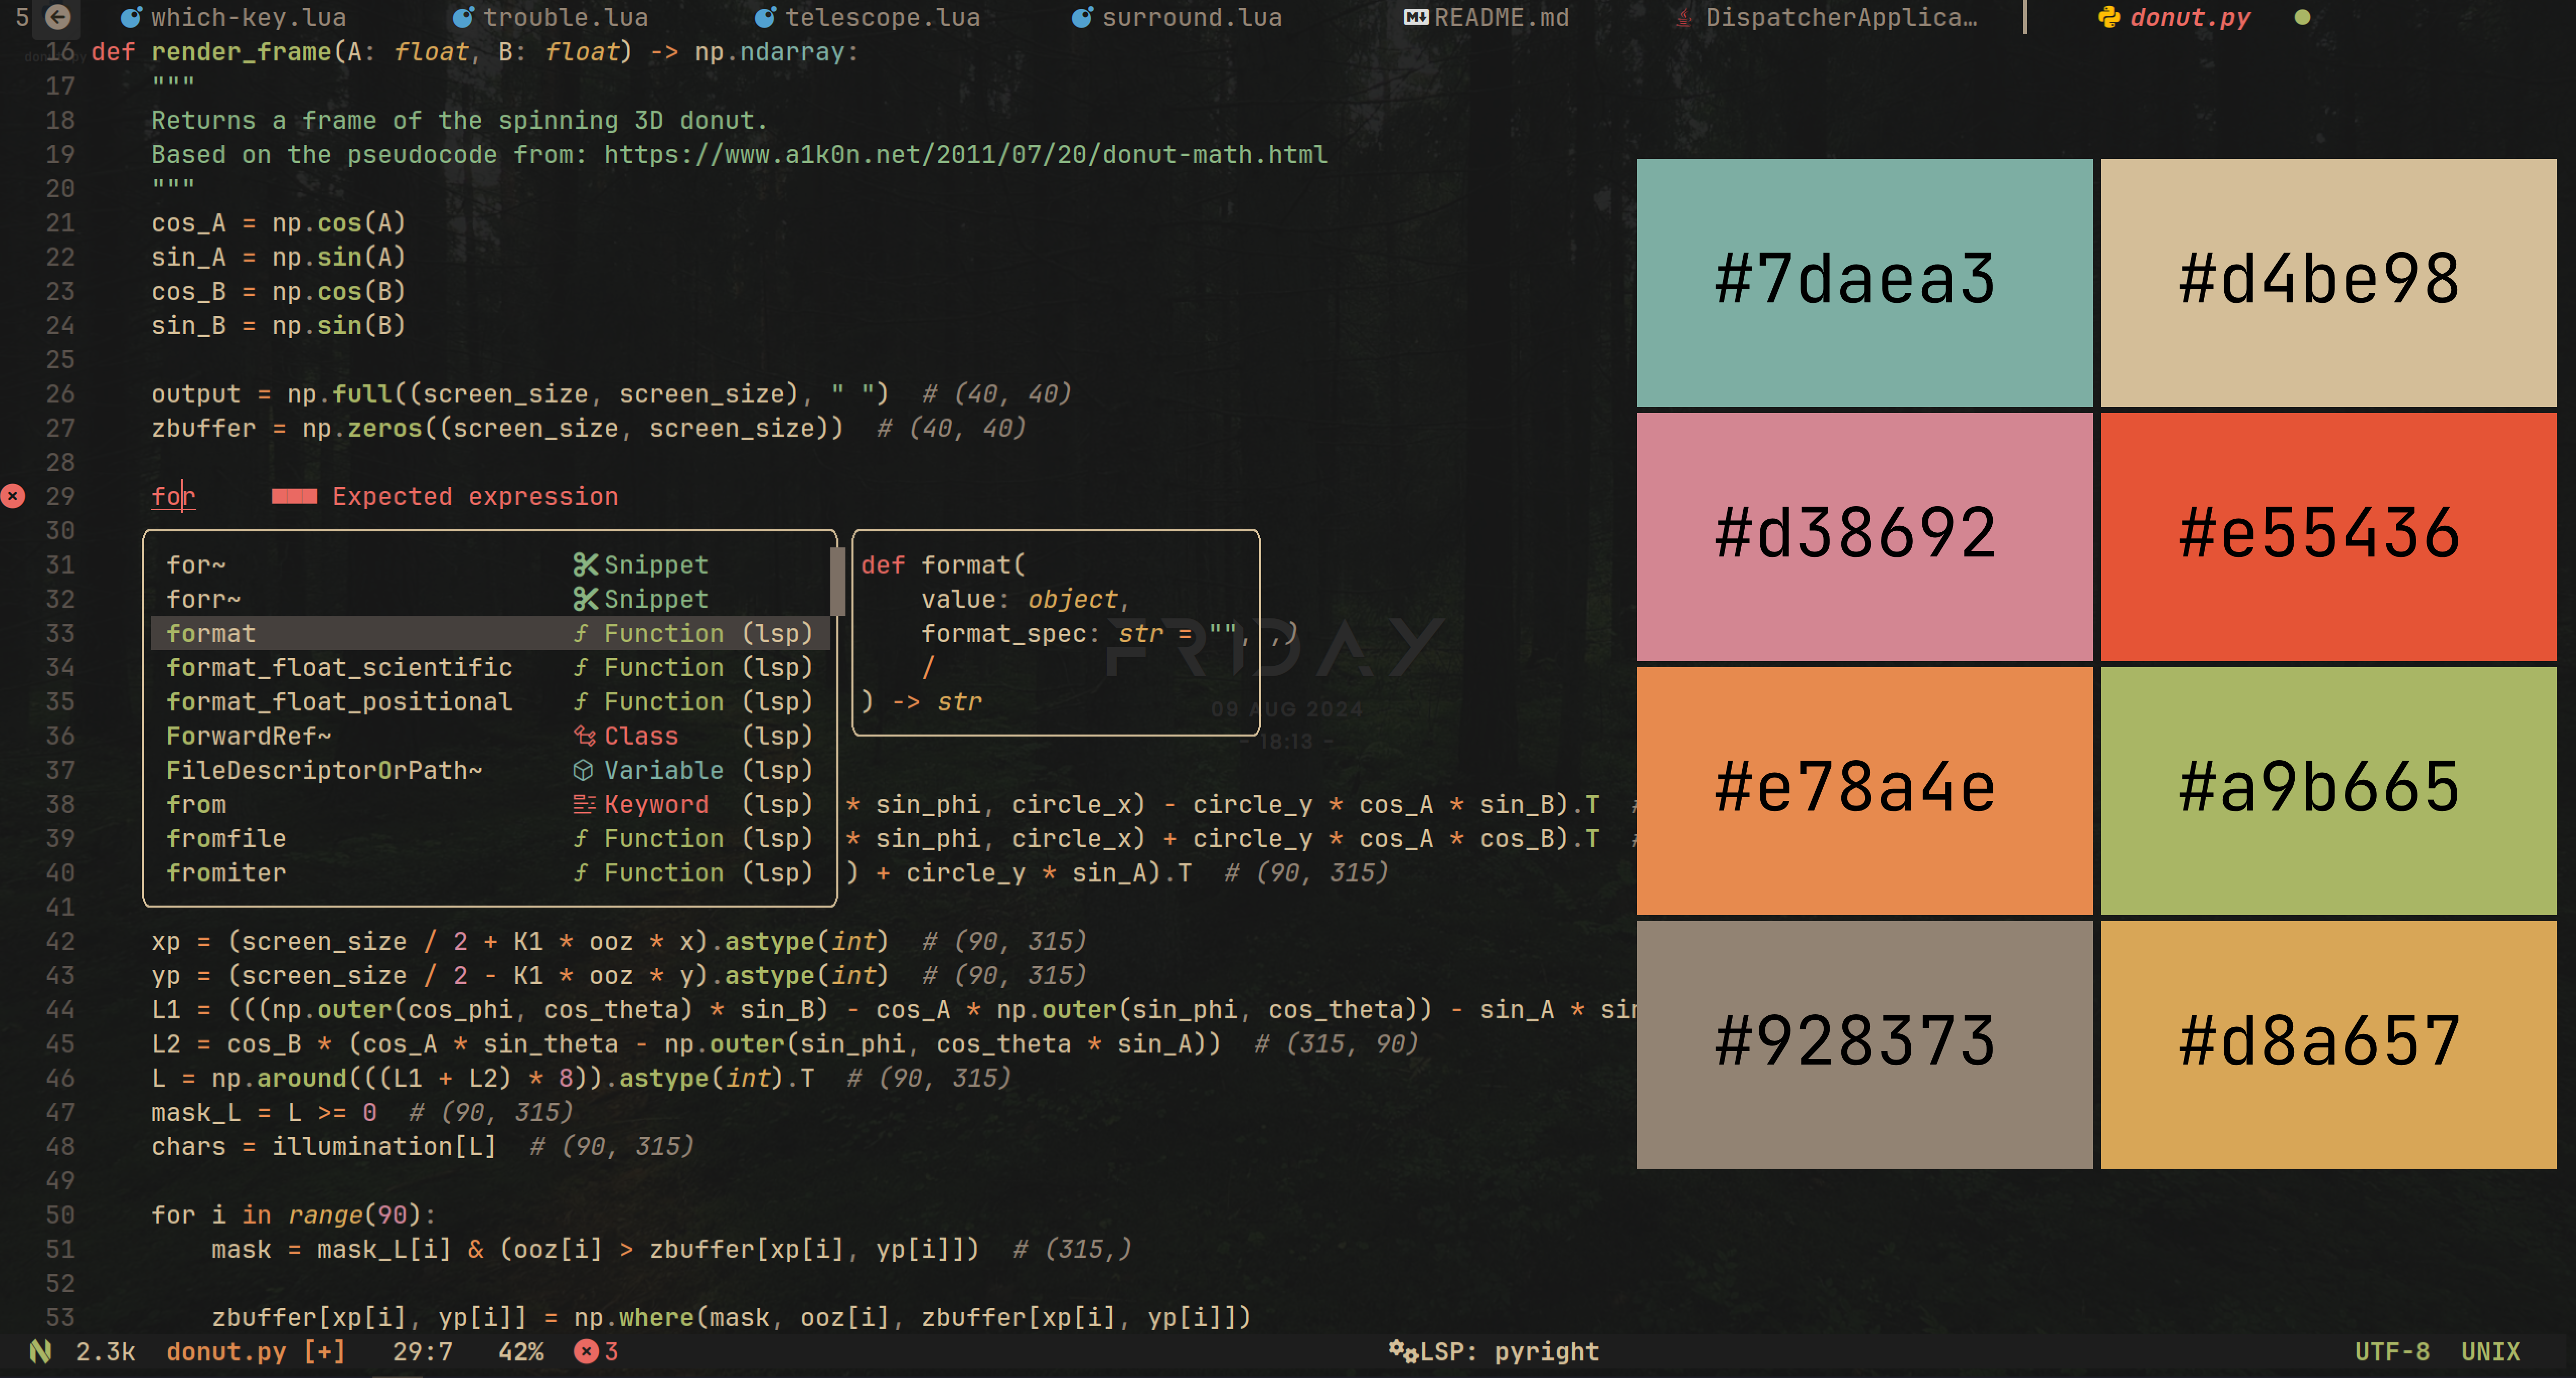 5 which-key.lua trouble.lua telescope.lua surround.lua README.md DispatcherApplica… donut.py
16 def render_frame(A: float, B: float) -> np.ndarray:
17 """
18 Returns a frame of the spinning 3D donut.
19 Based on the pseudocode from: https://www.a1k0n.net/2011/07/20/donut-math.html
20 """
21 cos_A = np.cos(A)
22 sin_A = np.sin(A)
23 cos_B = np.cos(B)
24 sin_B = np.sin(B)
25
26 output = np.full((screen_size, screen_size), " ")  # (40, 40)
27 zbuffer = np.zeros((screen_size, screen_size))  # (40, 40)
28
29 for ■■■ Expected expression
30
31 for~ Snippet def format(
32 forr~ Snippet value: object,
33 format Function (lsp) format_spec: str = "", ,)
34 format_float_scientific Function (lsp) /
35 format_float_positional Function (lsp) ) -> str
36 ForwardRef~ Class (lsp)
37 FileDescriptorOrPath~ Variable (lsp)
38 from Keyword (lsp) * sin_phi, circle_x) - circle_y * cos_A * sin_B).T #
39 fromfile Function (lsp) * sin_phi, circle_x) + circle_y * cos_A * cos_B).T #
40 fromiter Function (lsp) ) + circle_y * sin_A).T  # (90, 315)
41
42 xp = (screen_size / 2 + K1 * ooz * x).astype(int)  # (90, 315)
43 yp = (screen_size / 2 - K1 * ooz * y).astype(int)  # (90, 315)
44 L1 = (((np.outer(cos_phi, cos_theta) * sin_B) - cos_A * np.outer(sin_phi, cos_theta)) - sin_A * sin
45 L2 = cos_B * (cos_A * sin_theta - np.outer(sin_phi, cos_theta * sin_A))  # (315, 90)
46 L = np.around(((L1 + L2) * 8)).astype(int).T  # (90, 315)
47 mask_L = L >= 0  # (90, 315)
48 chars = illumination[L]  # (90, 315)
49
50 for i in range(90):
51 mask = mask_L[i] & (ooz[i] > zbuffer[xp[i], yp[i]])  # (315,)
52
53 zbuffer[xp[i], yp[i]] = np.where(mask, ooz[i], zbuffer[xp[i], yp[i]])
FRIDAY
09 AUG 2024
- 18:13 -
#7daea3 #d4be98
#d38692 #e55436
#e78a4e #a9b665
#928373 #d8a657
2.3k donut.py [+] 29:7 42% 3 LSP: pyright UTF-8 UNIX